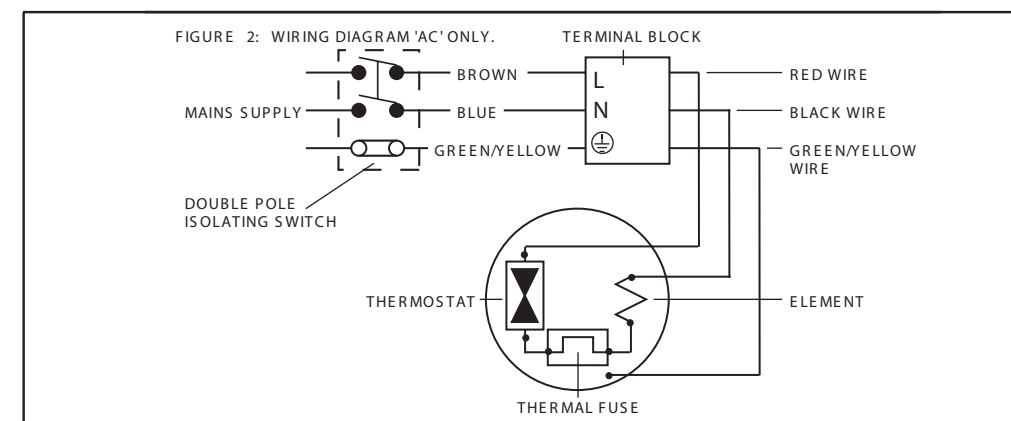 FIGURE 2: WIRING DIAGRAM 'AC' ONLY.
TERMINAL BLOCK
BROWN
L
RED WIRE
MAINS SUPPLY
BLUE
N
BLACK WIRE
GREEN/YELLOW
GREEN/YELLOW
WIRE
DOUBLE POLE
ISOLATING SWITCH
THERMOSTAT
ELEMENT
THERMAL FUSE